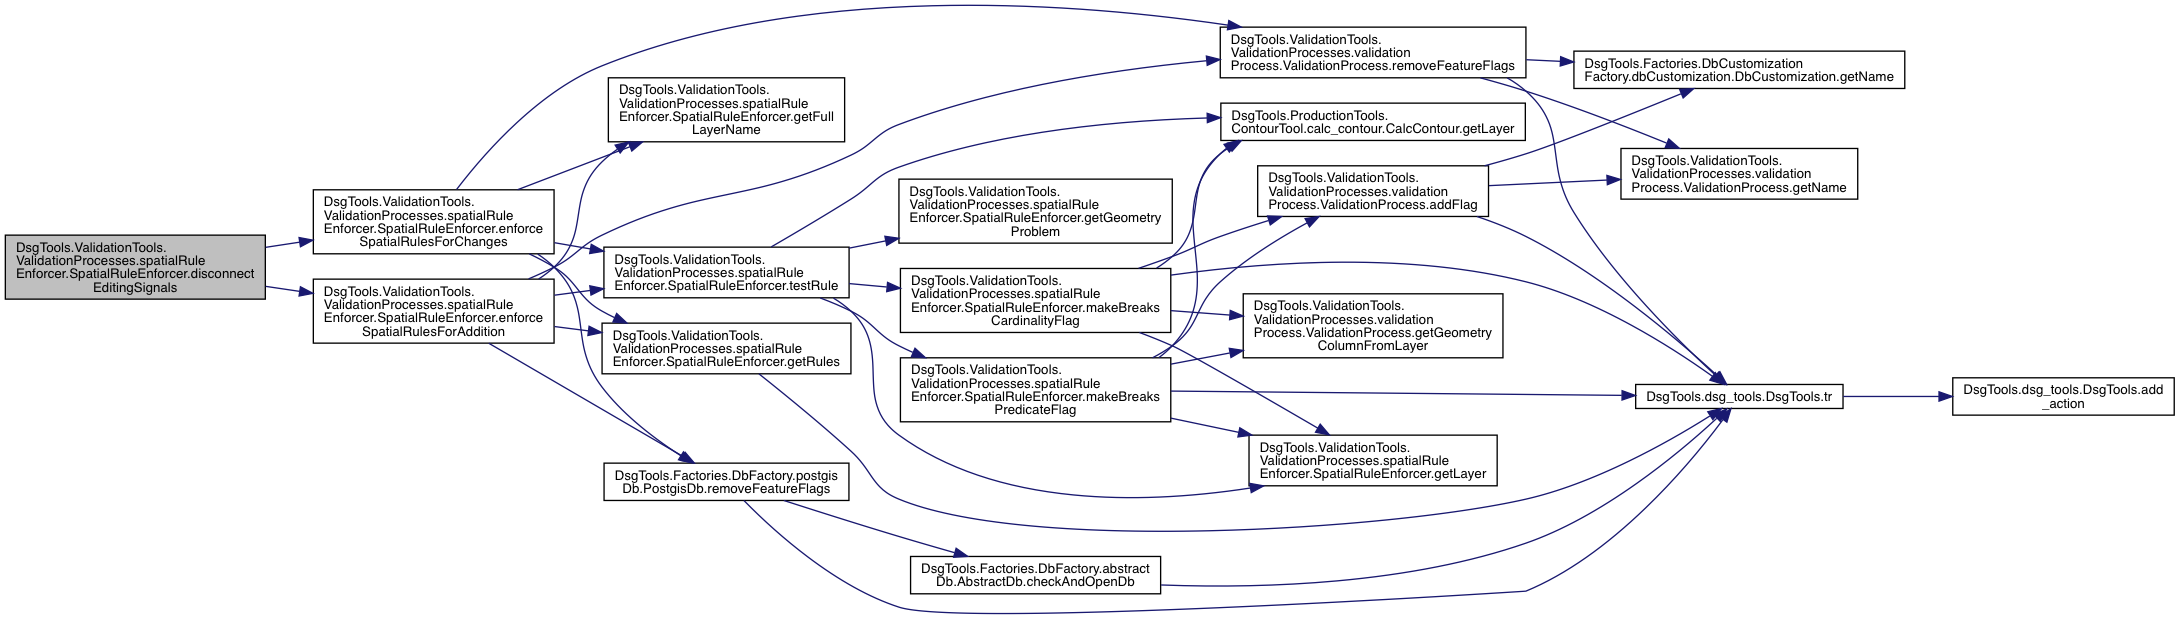 DsgTools.ValidationTools.
ValidationProcesses.spatialRule
Enforcer.SpatialRuleEnforcer.disconnect
EditingSignals
DsgTools.ValidationTools.
ValidationProcesses.spatialRule
Enforcer.SpatialRuleEnforcer.enforce
SpatialRulesForChanges
DsgTools.ValidationTools.
ValidationProcesses.spatialRule
Enforcer.SpatialRuleEnforcer.enforce
SpatialRulesForAddition
DsgTools.ValidationTools.
ValidationProcesses.spatialRule
Enforcer.SpatialRuleEnforcer.getFull
LayerName
DsgTools.ValidationTools.
ValidationProcesses.spatialRule
Enforcer.SpatialRuleEnforcer.testRule
DsgTools.ValidationTools.
ValidationProcesses.spatialRule
Enforcer.SpatialRuleEnforcer.getRules
DsgTools.Factories.DbFactory.postgis
Db.PostgisDb.removeFeatureFlags
DsgTools.ValidationTools.
ValidationProcesses.spatialRule
Enforcer.SpatialRuleEnforcer.getGeometry
Problem
DsgTools.ValidationTools.
ValidationProcesses.spatialRule
Enforcer.SpatialRuleEnforcer.makeBreaks
CardinalityFlag
DsgTools.ValidationTools.
ValidationProcesses.spatialRule
Enforcer.SpatialRuleEnforcer.makeBreaks
PredicateFlag
DsgTools.Factories.DbFactory.abstract
Db.AbstractDb.checkAndOpenDb
DsgTools.ValidationTools.
ValidationProcesses.validation
Process.ValidationProcess.removeFeatureFlags
DsgTools.ProductionTools.
ContourTool.calc_contour.CalcContour.getLayer
DsgTools.ValidationTools.
ValidationProcesses.validation
Process.ValidationProcess.addFlag
DsgTools.ValidationTools.
ValidationProcesses.validation
Process.ValidationProcess.getGeometry
ColumnFromLayer
DsgTools.ValidationTools.
ValidationProcesses.spatialRule
Enforcer.SpatialRuleEnforcer.getLayer
DsgTools.Factories.DbCustomization
Factory.dbCustomization.DbCustomization.getName
DsgTools.ValidationTools.
ValidationProcesses.validation
Process.ValidationProcess.getName
DsgTools.dsg_tools.DsgTools.tr
DsgTools.dsg_tools.DsgTools.add
_action